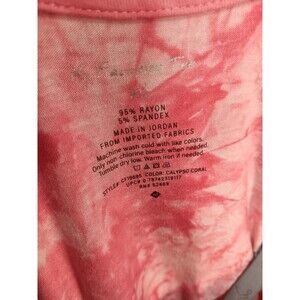 95% RAYON
5% SPANDEX
MADE IN JORDAN
FROM IMPORTED FABRICS
Machine wash cold with like colors.
Only non-chlorine bleach when needed.
Tumble dry low. Warm iron if needed.
COLOR: CALYPSO CORAL